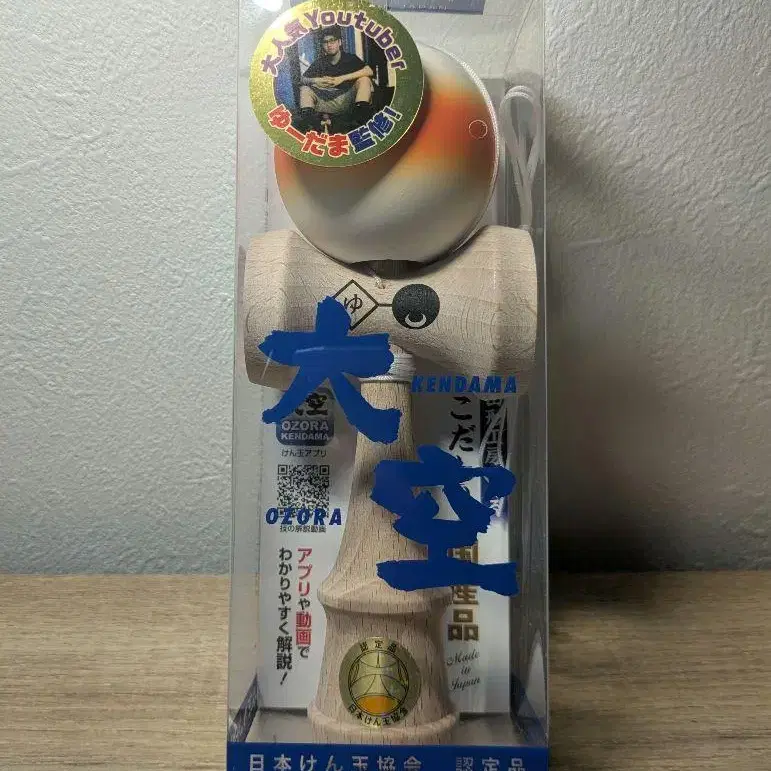 JAPAN
大人気Youtuber
ゆーだま監修!
ゆ
大空
KENDAMA
OZORA
空
OZORA
KENDAMA
けん玉アプリ
技の解説動画
アプリや動画で
わかりやすく解説!
こだ
国産品
Made
in
Japan
認定品
日本けん玉協会
日本けん玉協会 認定品